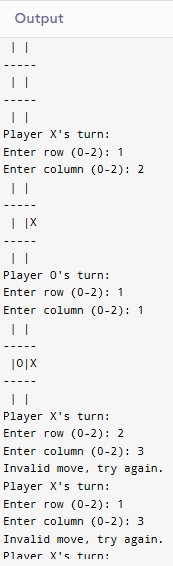 Output
 | |
-----
 | |
-----
 | |
Player X's turn:
Enter row (0-2): 1
Enter column (0-2): 2
 | |
-----
 | |X
-----
 | |
Player O's turn:
Enter row (0-2): 1
Enter column (0-2): 1
 | |
-----
 |O|X
-----
 | |
Player X's turn:
Enter row (0-2): 2
Enter column (0-2): 3
Invalid move, try again.
Player X's turn:
Enter row (0-2): 1
Enter column (0-2): 3
Invalid move, try again.
Player X's turn: